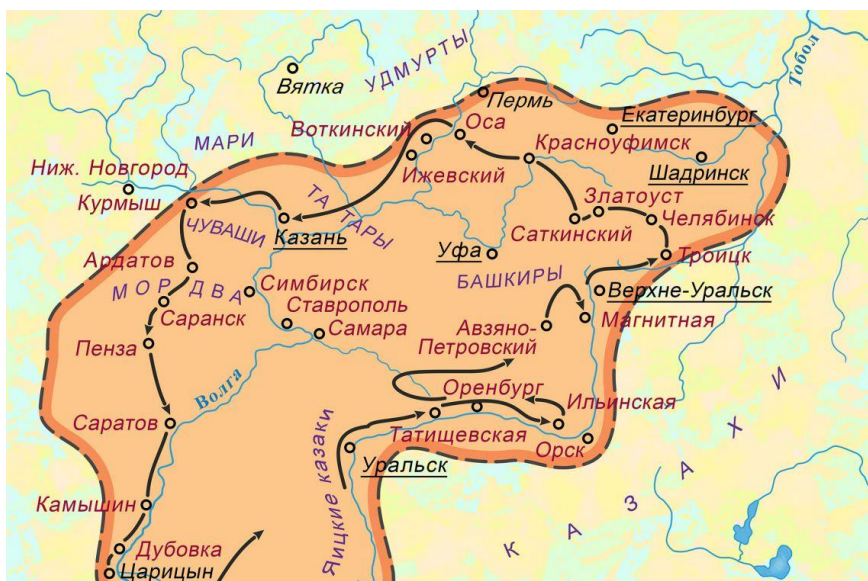 Тобол
УДМУРТЫ
Вятка
Пермь
МАРИ
Воткинский
Оса
Екатеринбург
Красноуфимск
Ниж. Новгород
Ижевский
Шадринск
Курмыш
ТАТАРЫ
Златоуст
ЧУВАШИ
Казань
Саткинский
Челябинск
Уфа
Троицк
Ардатов
МОРДВА
Симбирск
БАШКИРЫ
Верхне-Уральск
Саранск
Ставрополь
Самара
Авзяно-
Петровский
Магнитная
Пенза
Волга
Оренбург
Ильинская
Саратов
Татищевская
Орск
Уральск
Яицкие казаки
КАЗАХИ
Камышин
Дубовка
Царицын